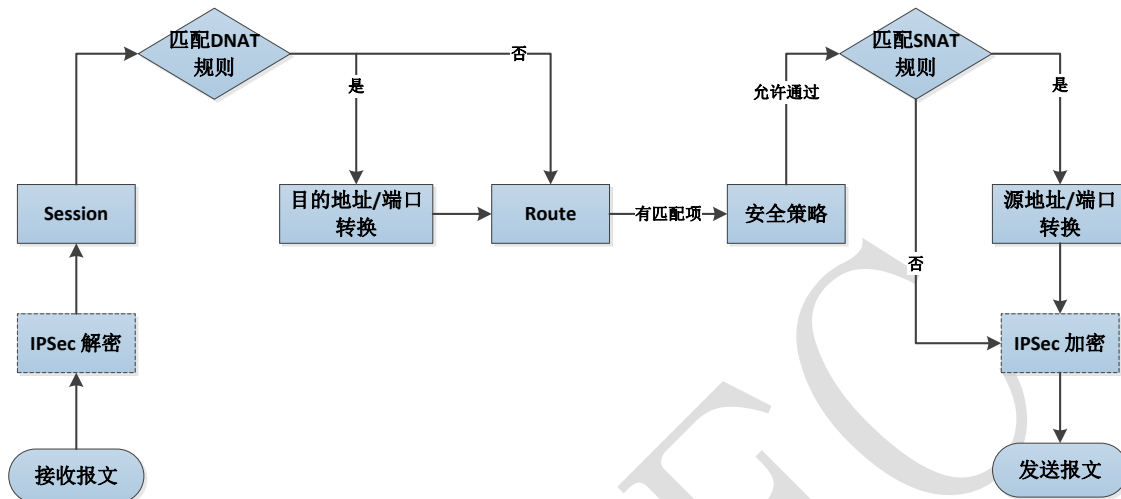 匹配DNAT
规则
否
是
匹配SNAT
规则
允许通过
是
Session
目的地址/端口
转换
Route
有匹配项
安全策略
源地址/端口
转换
否
IPSec 解密
IPSec 加密
接收报文
发送报文